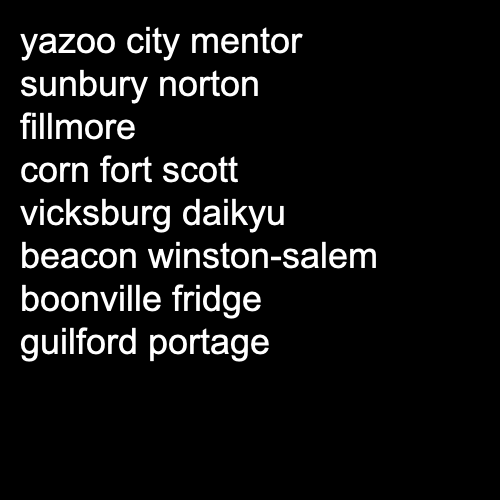 yazoo city mentor
sunbury norton
fillmore
corn fort scott
vicksburg daikyu
beacon winston-salem
boonville fridge
guilford portage